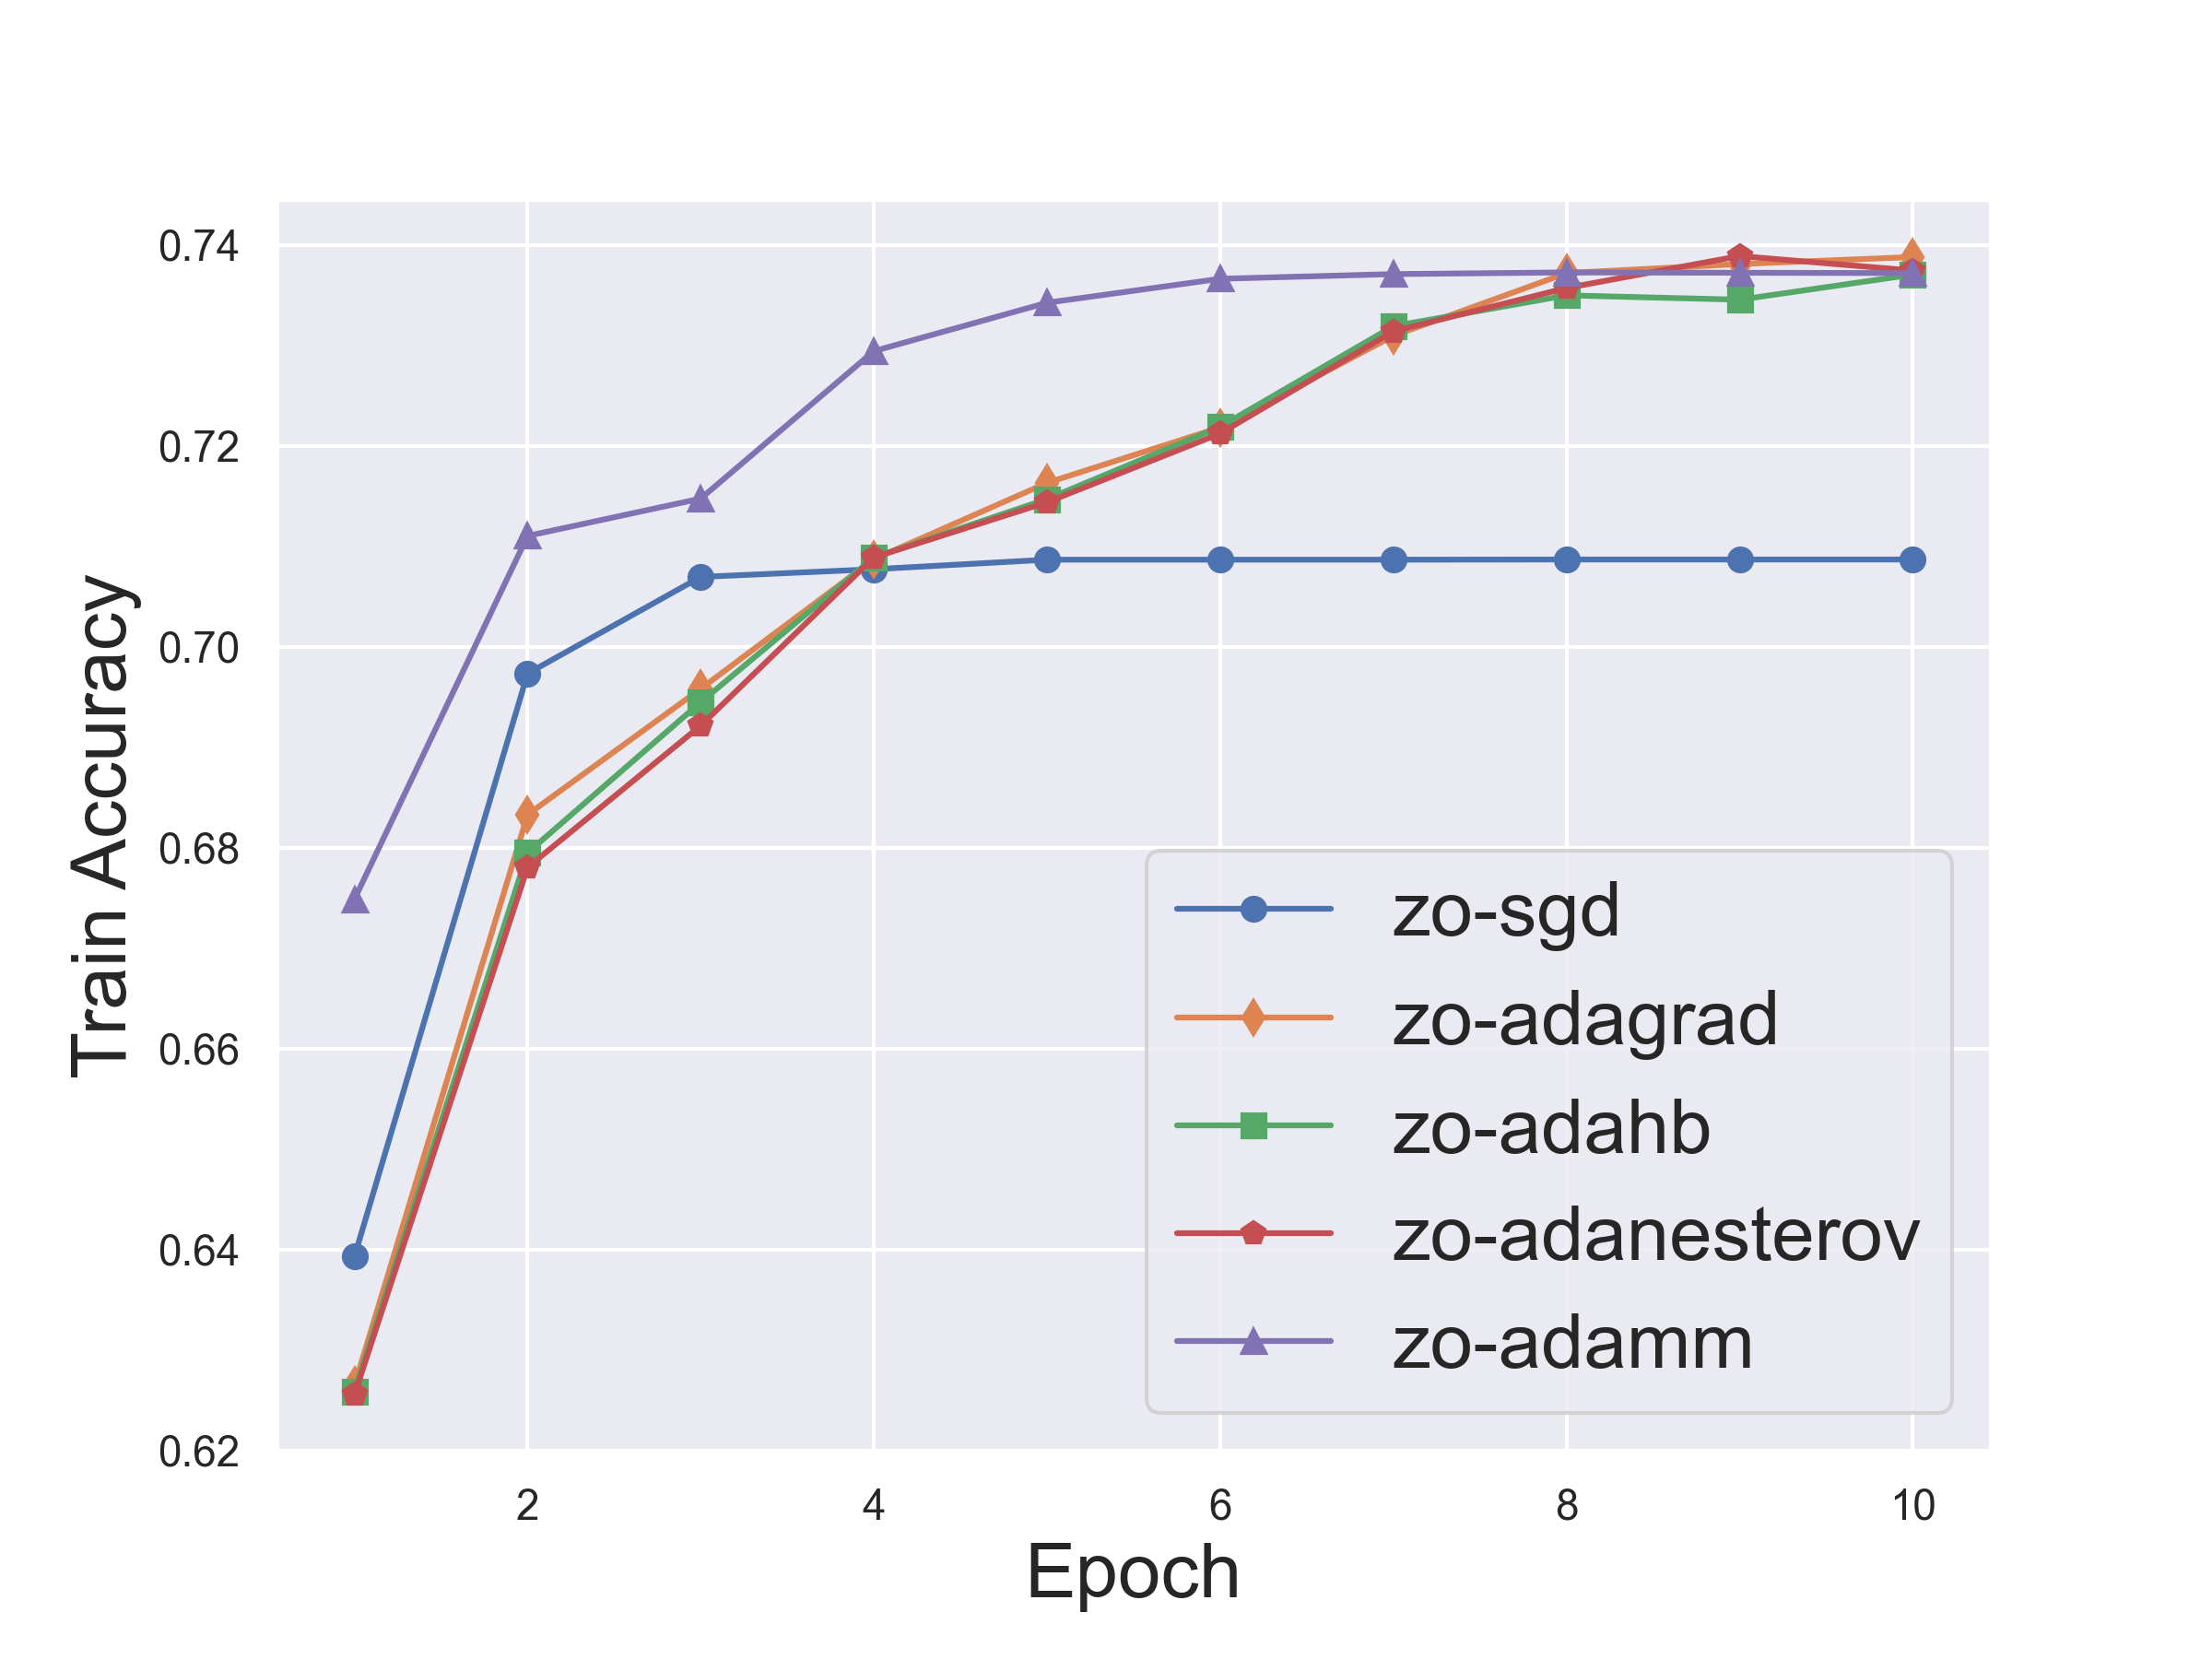 0.74
0.72
0.70
0.68
0.66
0.64
0.62
Train Accuracy
zo-sgd
zo-adagrad
zo-adahb
zo-adanesterov
zo-adamm
2 4 6 8 10
Epoch